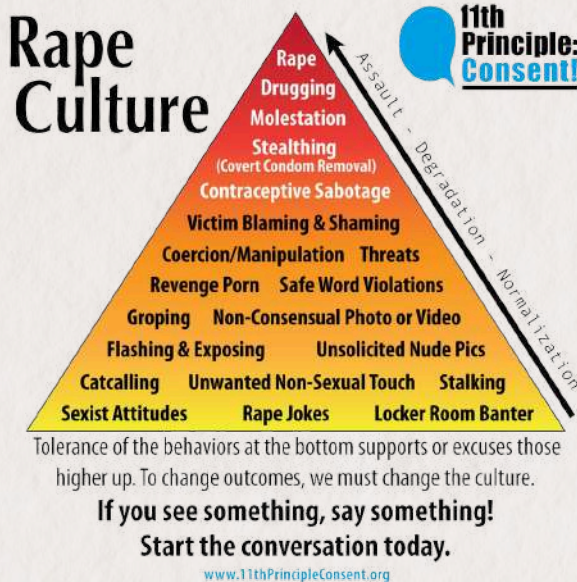 Rape
Culture
11th
Principle:
Consent!
Assault - Degradation - Normalization
Rape
Drugging
Molestation
Stealthing
(Covert Condom Removal)
Contraceptive Sabotage
Victim Blaming & Shaming
Coercion/Manipulation Threats
Revenge Porn Safe Word Violations
Groping Non-Consensual Photo or Video
Flashing & Exposing Unsolicited Nude Pics
Catcalling Unwanted Non-Sexual Touch Stalking
Sexist Attitudes Rape Jokes Locker Room Banter
Tolerance of the behaviors at the bottom supports or excuses those
higher up. To change outcomes, we must change the culture.
If you see something, say something!
Start the conversation today.
www.11thPrincipleConsent.org